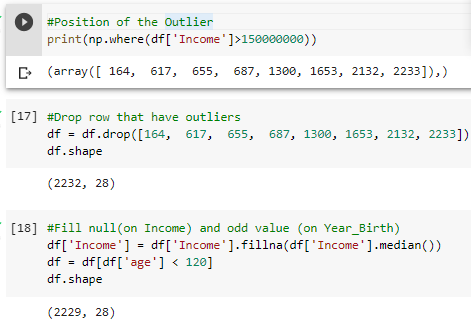 #Position of the Outlier
print(np.where(df['Income']>150000000))
(array([ 164,  617,  655,  687, 1300, 1653, 2132, 2233]),)
[17] #Drop row that have outliers
df = df.drop([164,  617,  655,  687, 1300, 1653, 2132, 2233])
df.shape
(2232, 28)
[18] #Fill null(on Income) and odd value (on Year_Birth)
df['Income'] = df['Income'].fillna(df['Income'].median())
df = df[df['age'] < 120]
df.shape
(2229, 28)